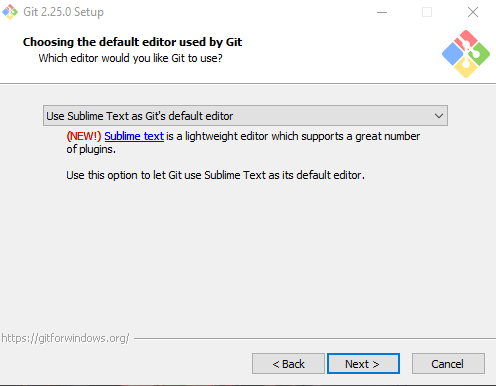 Git 2.25.0 Setup
Choosing the default editor used by Git
Which editor would you like Git to use?
Use Sublime Text as Git's default editor
(NEW!) Sublime text is a lightweight editor which supports a great number
of plugins.
Use this option to let Git use Sublime Text as its default editor.
https://gitforwindows.org/
< Back Next > Cancel